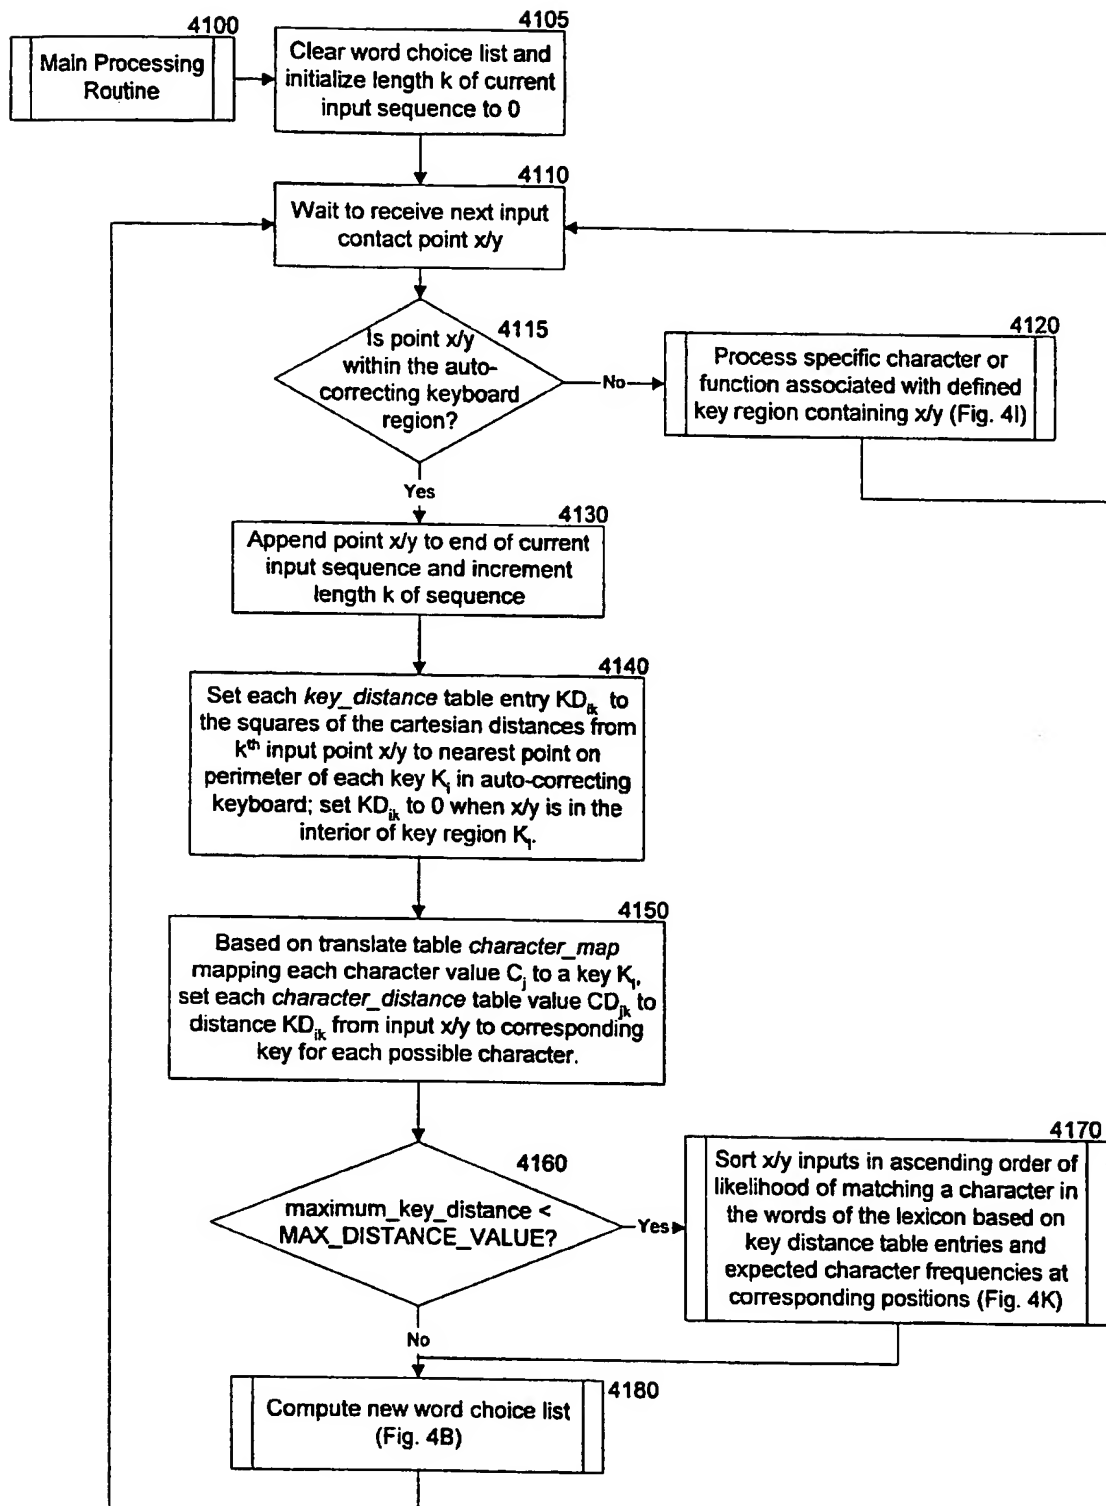 4100
Main Processing
Routine
4105
Clear word choice list and
initialize length k of current
input sequence to 0
4110
Wait to receive next input
contact point x/y
4115
Is point x/y
within the auto-
correcting keyboard
region?
No
4120
Process specific character or
function associated with defined
key region containing x/y (Fig. 4I)
Yes
4130
Append point x/y to end of current
input sequence and increment
length k of sequence
4140
Set each key_distance table entry KD_ik to
the squares of the cartesian distances from
k^th input point x/y to nearest point on
perimeter of each key K_i in auto-correcting
keyboard; set KD_ik to 0 when x/y is in the
interior of key region K_i.
4150
Based on translate table character_map
mapping each character value C_j to a key K_i,
set each character_distance table value CD_jk to
distance KD_ik from input x/y to corresponding
key for each possible character.
4160
maximum_key_distance <
MAX_DISTANCE_VALUE?
Yes
4170
Sort x/y inputs in ascending order of
likelihood of matching a character in
the words of the lexicon based on
key distance table entries and
expected character frequencies at
corresponding positions (Fig. 4K)
No
4180
Compute new word choice list
(Fig. 4B)